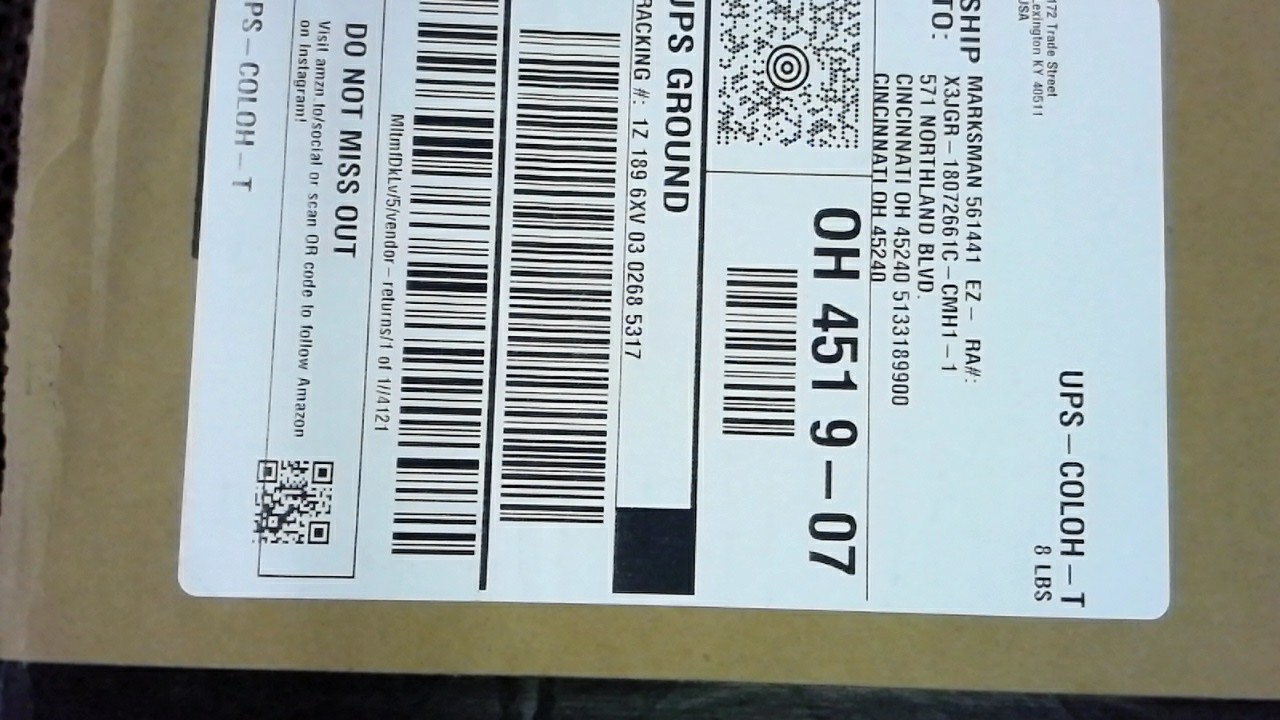 172 Trade Street
Lexington KY 40511
USA
UPS-COLOH-T
8 LBS
SHIP
TO:
MARKSMAN 561441 EZ- RA#:
X3JGR-18072661C-CMH1-1
571 NORTHLAND BLVD.
CINCINNATI OH 45240 5133189900
CINCINNATI OH 45240
OH 451 9-07
UPS GROUND
TRACKING #: 1Z 189 6XV 03 0268 5317
MIlmIDkLv/5/vendor-returns/1 of 1//4121
DO NOT MISS OUT
Visit amzn.to/social or scan QR code to follow Amazon
on Instagram!
UPS-COLOH-T